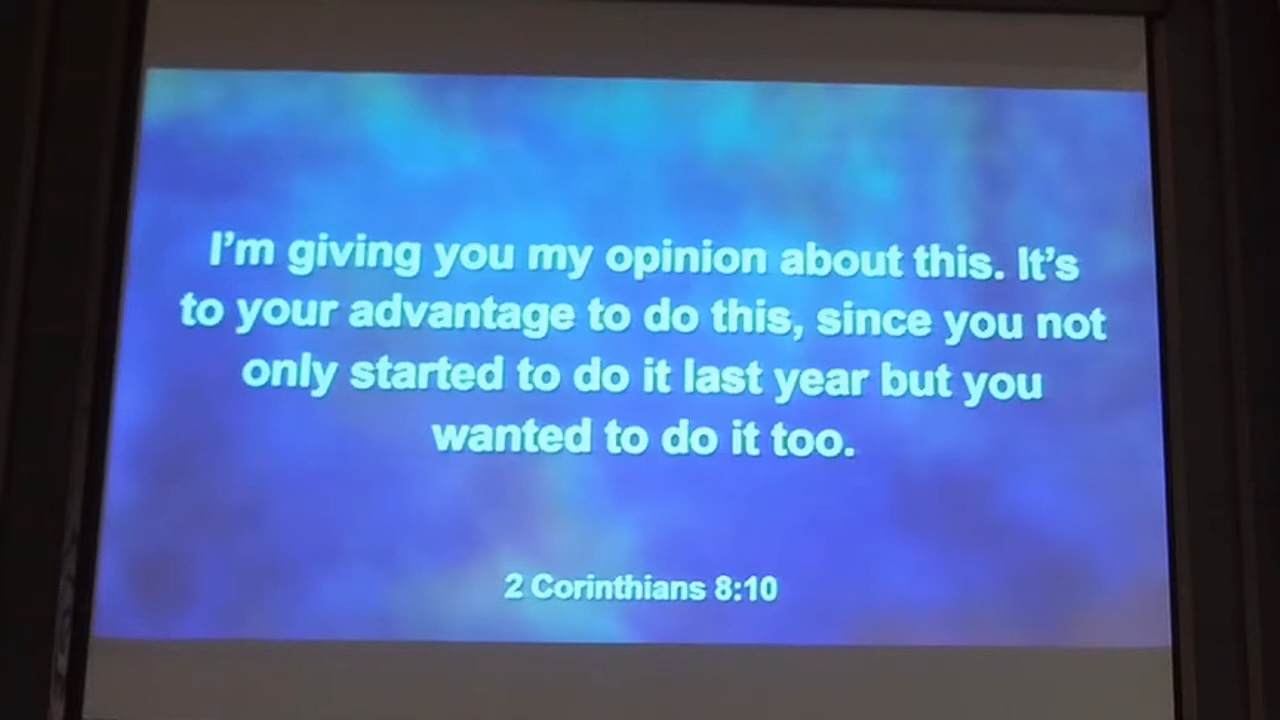 I'm giving you my opinion about this. It's
to your advantage to do this, since you not
only started to do it last year but you
wanted to do it too.
2 Corinthians 8:10